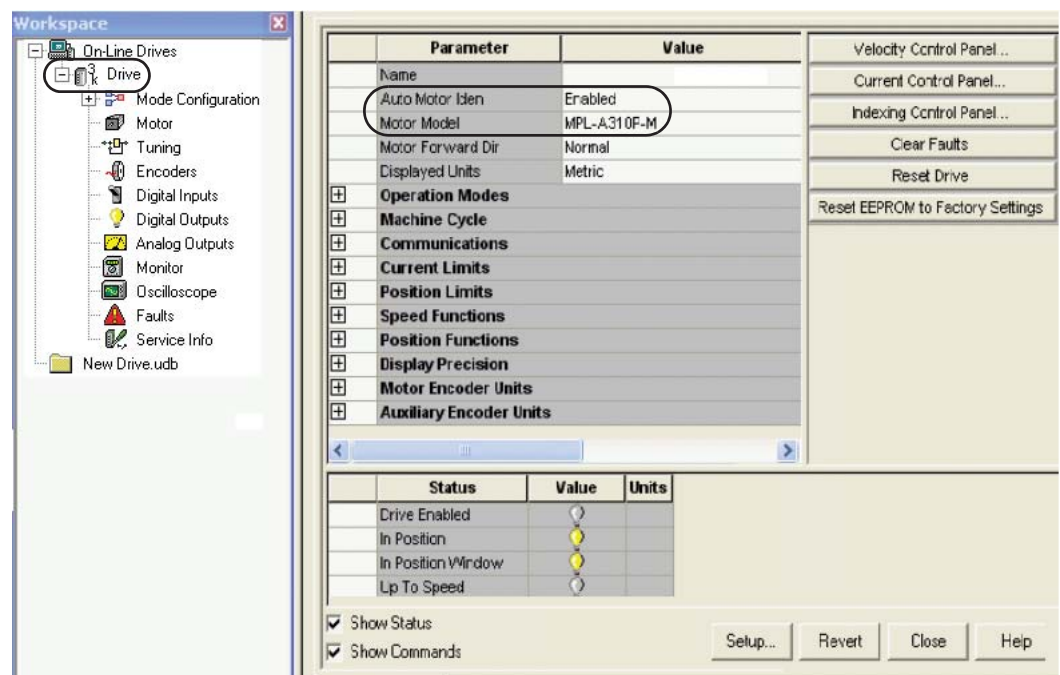 Workspace
On-Line Drives
Drive
Mode Configuration
Motor
Tuning
Encoders
Digital Inputs
Digital Outputs
Analog Outputs
Monitor
Oscilloscope
Faults
Service Info
New Drive.udb
Parameter Value
Name
Auto Motor Iden Enabled
Motor Model MPL-A310F-M
Motor Forward Dir Normal
Displayed Units Metric
Operation Modes
Machine Cycle
Communications
Current Limits
Position Limits
Speed Functions
Position Functions
Display Precision
Motor Encoder Units
Auxiliary Encoder Units
Velocity Control Panel...
Current Control Panel...
Indexing Control Panel...
Clear Faults
Reset Drive
Reset EEPROM to Factory Settings
Status Value Units
Drive Enabled
In Position
In Position Window
Up To Speed
Show Status
Show Commands
Setup... Revert Close Help